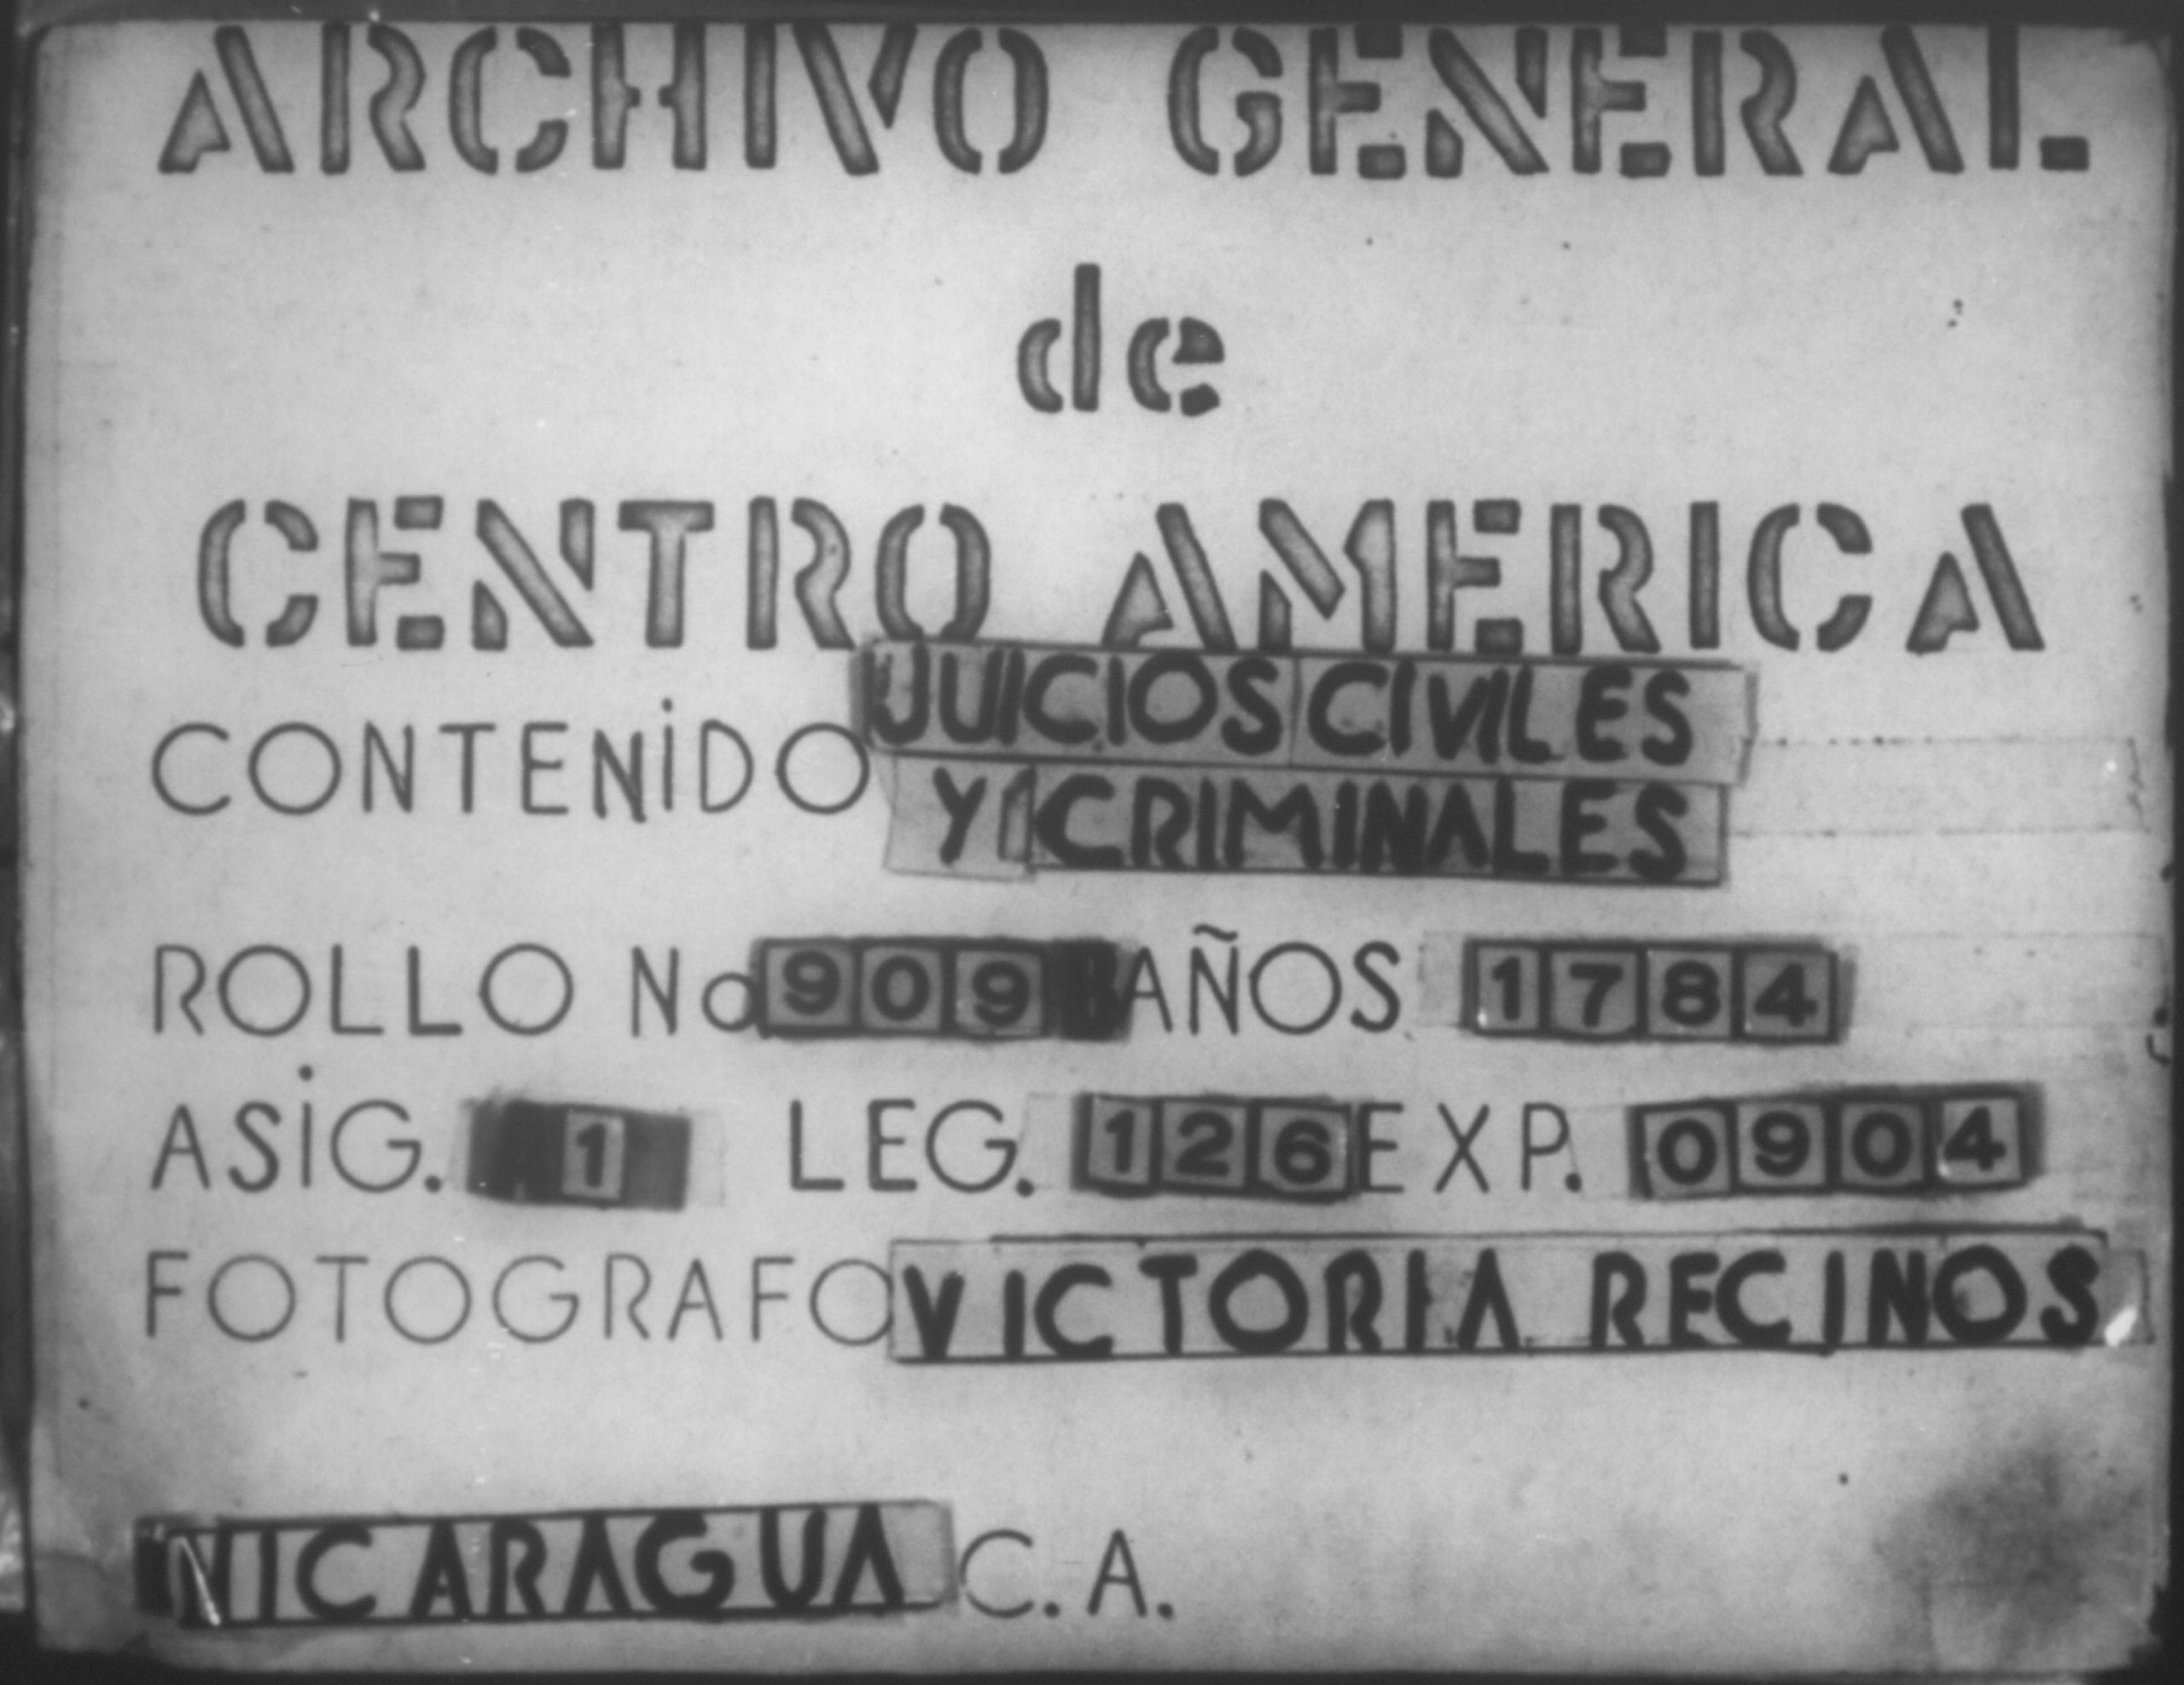 ARCHIVO GENERAL
de
CENTRO AMERICA
CONTENIDO JUICIOS CIVILES
Y CRIMINALES
ROLLO No 909 B AÑOS 1784
ASIG. A1 LEG. 126 EXP. 0904
FOTOGRAFO VICTORIA RECINOS
NICARAGUA C.A.